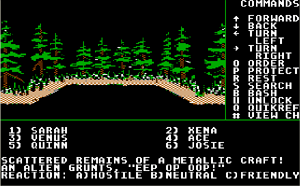 COMMANDS
↑ FORWARD
↓ BACK
← TURN
LEFT
→ TURN
RIGHT
O ORDER
P PROTECT
R REST
S SEARCH
B BASH
U UNLOCK
Q QUIKREF
# VIEW CH
1) SARAH
2) VENUS
5) QUINN
2) XENA
4) ACE
6) JOSIE
SCATTERED REMAINS OF A METALLIC CRAFT!
AN ALIEN GRUNTS "EEP OP OOP!"
REACTION: A)HOSTILE B)NEUTRAL C)FRIENDLY